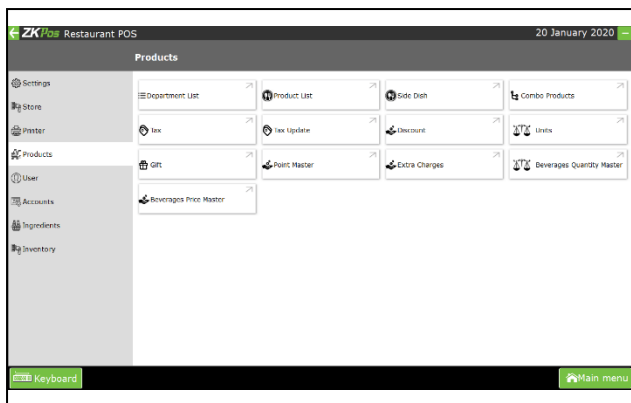 ZKPos Restaurant POS
20 January 2020
Products
Settings
Store
Printer
Products
User
Accounts
Ingredients
Inventory
Department List
Product List
Side Dish
Combo Products
Tax
Tax Update
Discount
Units
Gift
Point Master
Extra Charges
Beverages Quantity Master
Beverages Price Master
Keyboard
Main menu